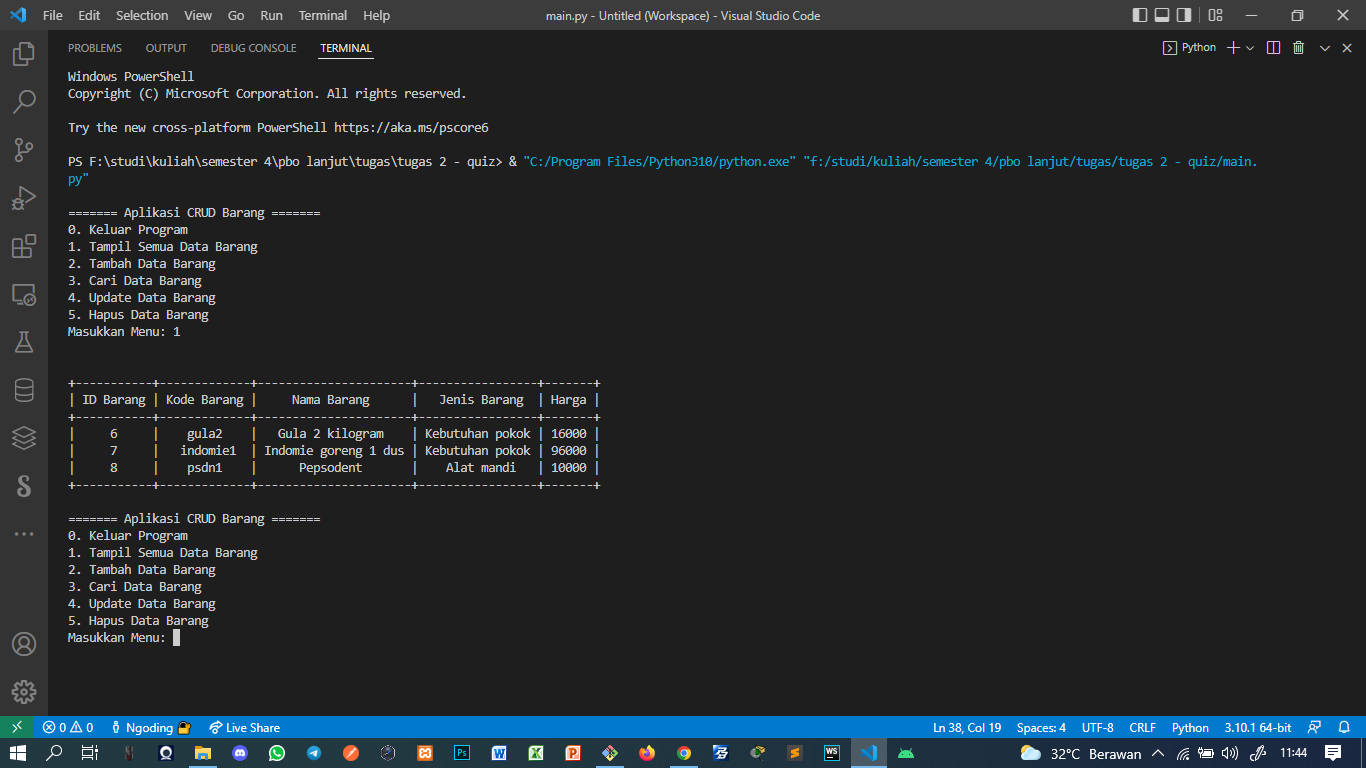 File Edit Selection View Go Run Terminal Help main.py - Untitled (Workspace) - Visual Studio Code
PROBLEMS OUTPUT DEBUG CONSOLE TERMINAL Python
Windows PowerShell
Copyright (C) Microsoft Corporation. All rights reserved.
Try the new cross-platform PowerShell https://aka.ms/pscore6
PS F:\studi\kuliah\semester 4\pbo lanjut\tugas\tugas 2 - quiz> & "C:/Program Files/Python310/python.exe" "f:/studi/kuliah/semester 4/pbo lanjut/tugas/tugas 2 - quiz/main.
py"
======= Aplikasi CRUD Barang =======
0. Keluar Program
1. Tampil Semua Data Barang
2. Tambah Data Barang
3. Cari Data Barang
4. Update Data Barang
5. Hapus Data Barang
Masukkan Menu: 1
+-----------+-------------+----------------------+-----------------+-------+
| ID Barang | Kode Barang | Nama Barang | Jenis Barang | Harga |
+-----------+-------------+----------------------+-----------------+-------+
| 6 | gula2 | Gula 2 kilogram | Kebutuhan pokok | 16000 |
| 7 | indomie1 | Indomie goreng 1 dus | Kebutuhan pokok | 96000 |
| 8 | psdn1 | Pepsodent | Alat mandi | 10000 |
+-----------+-------------+----------------------+-----------------+-------+
======= Aplikasi CRUD Barang =======
0. Keluar Program
1. Tampil Semua Data Barang
2. Tambah Data Barang
3. Cari Data Barang
4. Update Data Barang
5. Hapus Data Barang
Masukkan Menu:
0 0 Ngoding Live Share Ln 38, Col 19 Spaces: 4 UTF-8 CRLF Python 3.10.1 64-bit
Ps W X P WS 32°C Berawan 11:44